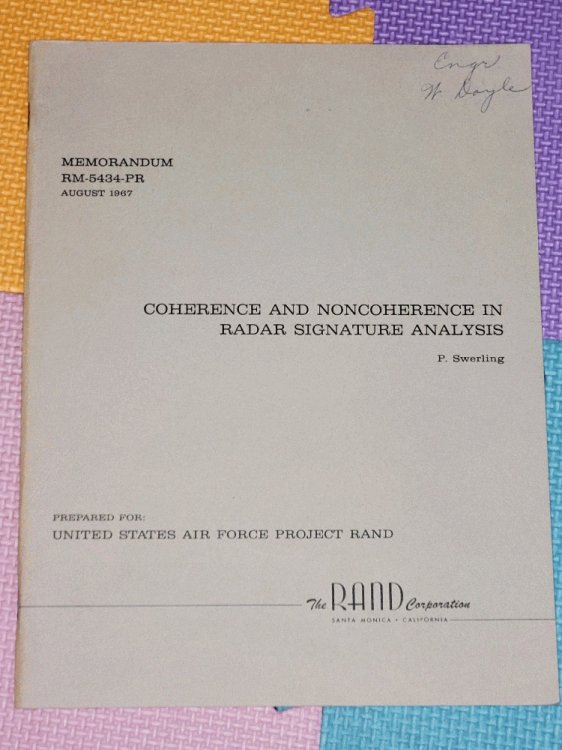 Engr
W Doyle
MEMORANDUM
RM-5434-PR
AUGUST 1967
COHERENCE AND NONCOHERENCE IN
RADAR SIGNATURE ANALYSIS
P. Swerling
PREPARED FOR:
UNITED STATES AIR FORCE PROJECT RAND
The RAND Corporation
SANTA MONICA • CALIFORNIA